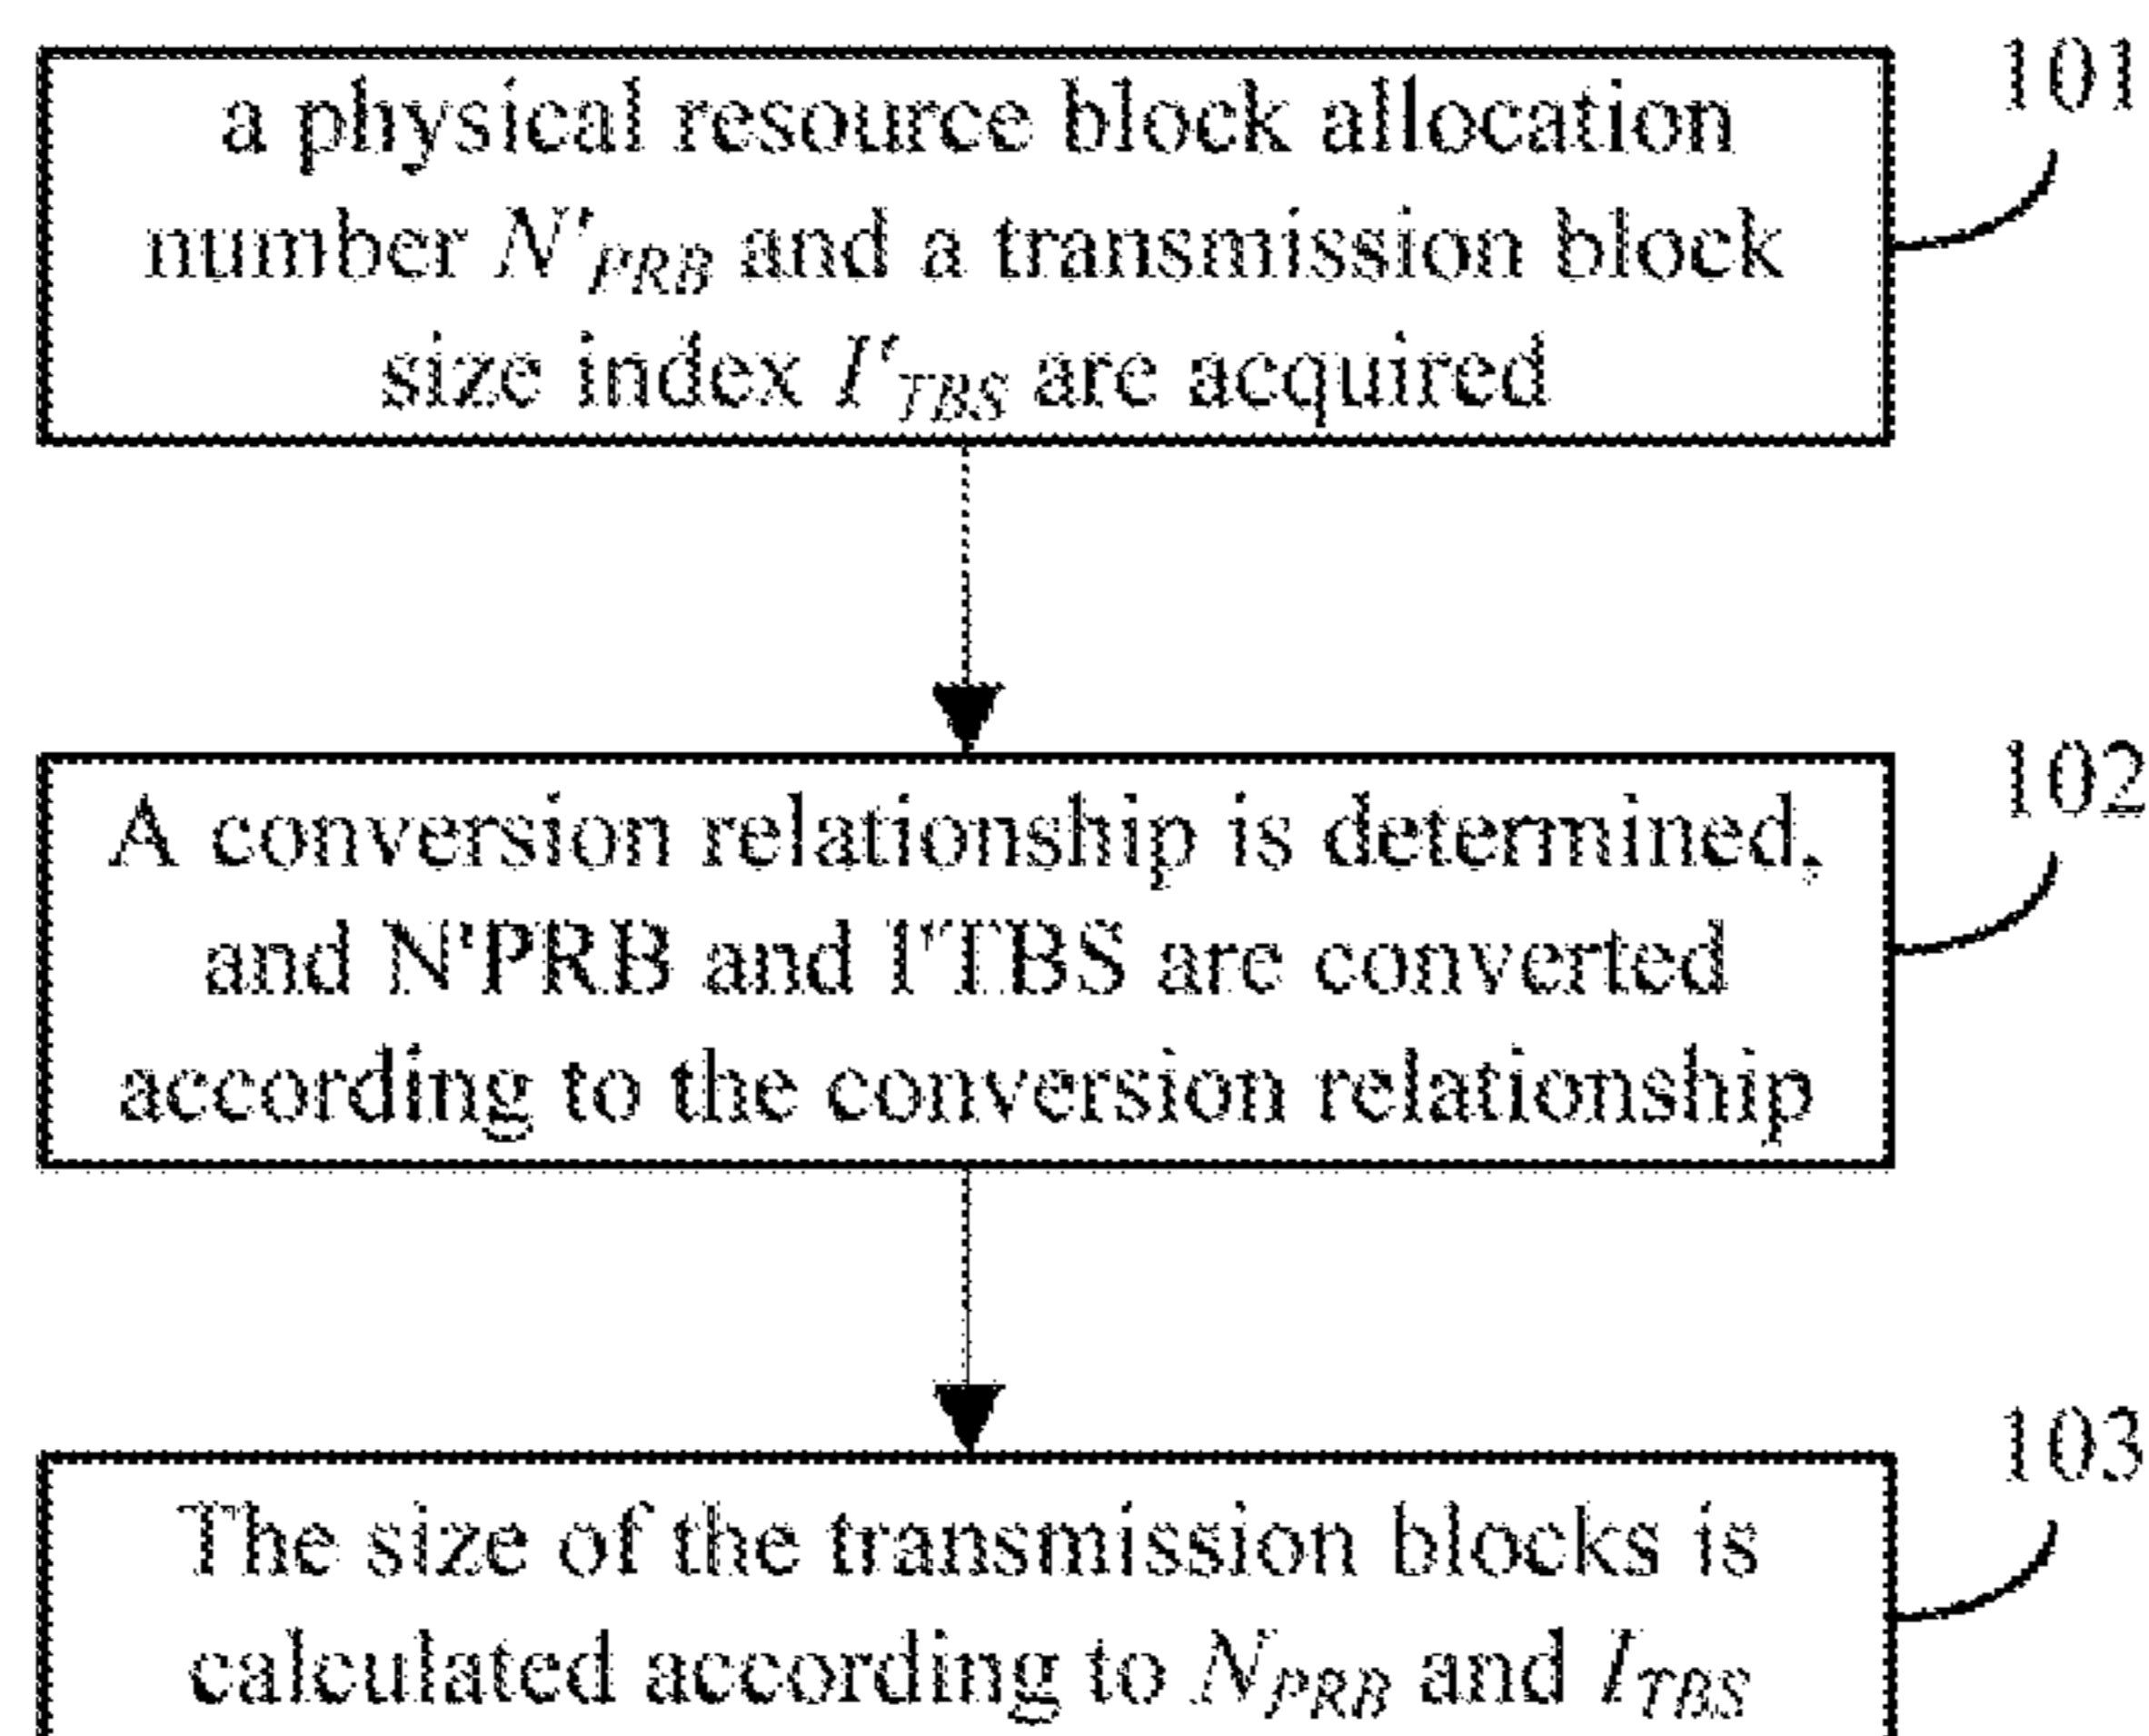 101
a physical resource block allocation
number N'PRB and a transmission block
size index I'TBS are acquired
102
A conversion relationship is determined,
and N'PRB and I'TBS are converted
according to the conversion relationship
103
The size of the transmission blocks is
calculated according to NPRB and ITBS